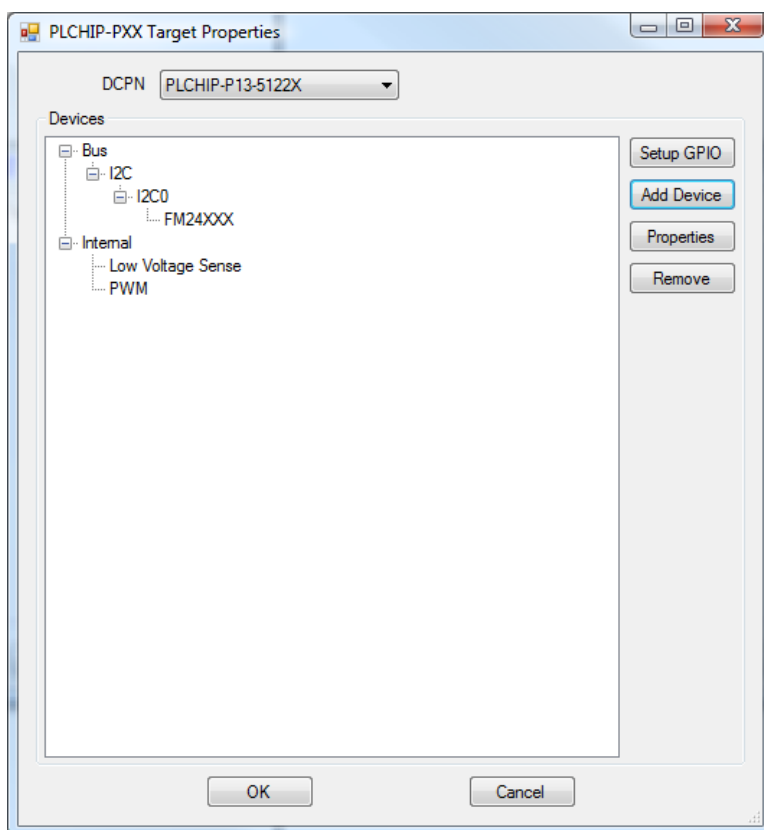 PLCHIP-PXX Target Properties
DCPN PLCHIP-P13-5122X
Devices
Bus
I2C
I2C0
FM24XXX
Internal
Low Voltage Sense
PWM
Setup GPIO
Add Device
Properties
Remove
OK Cancel